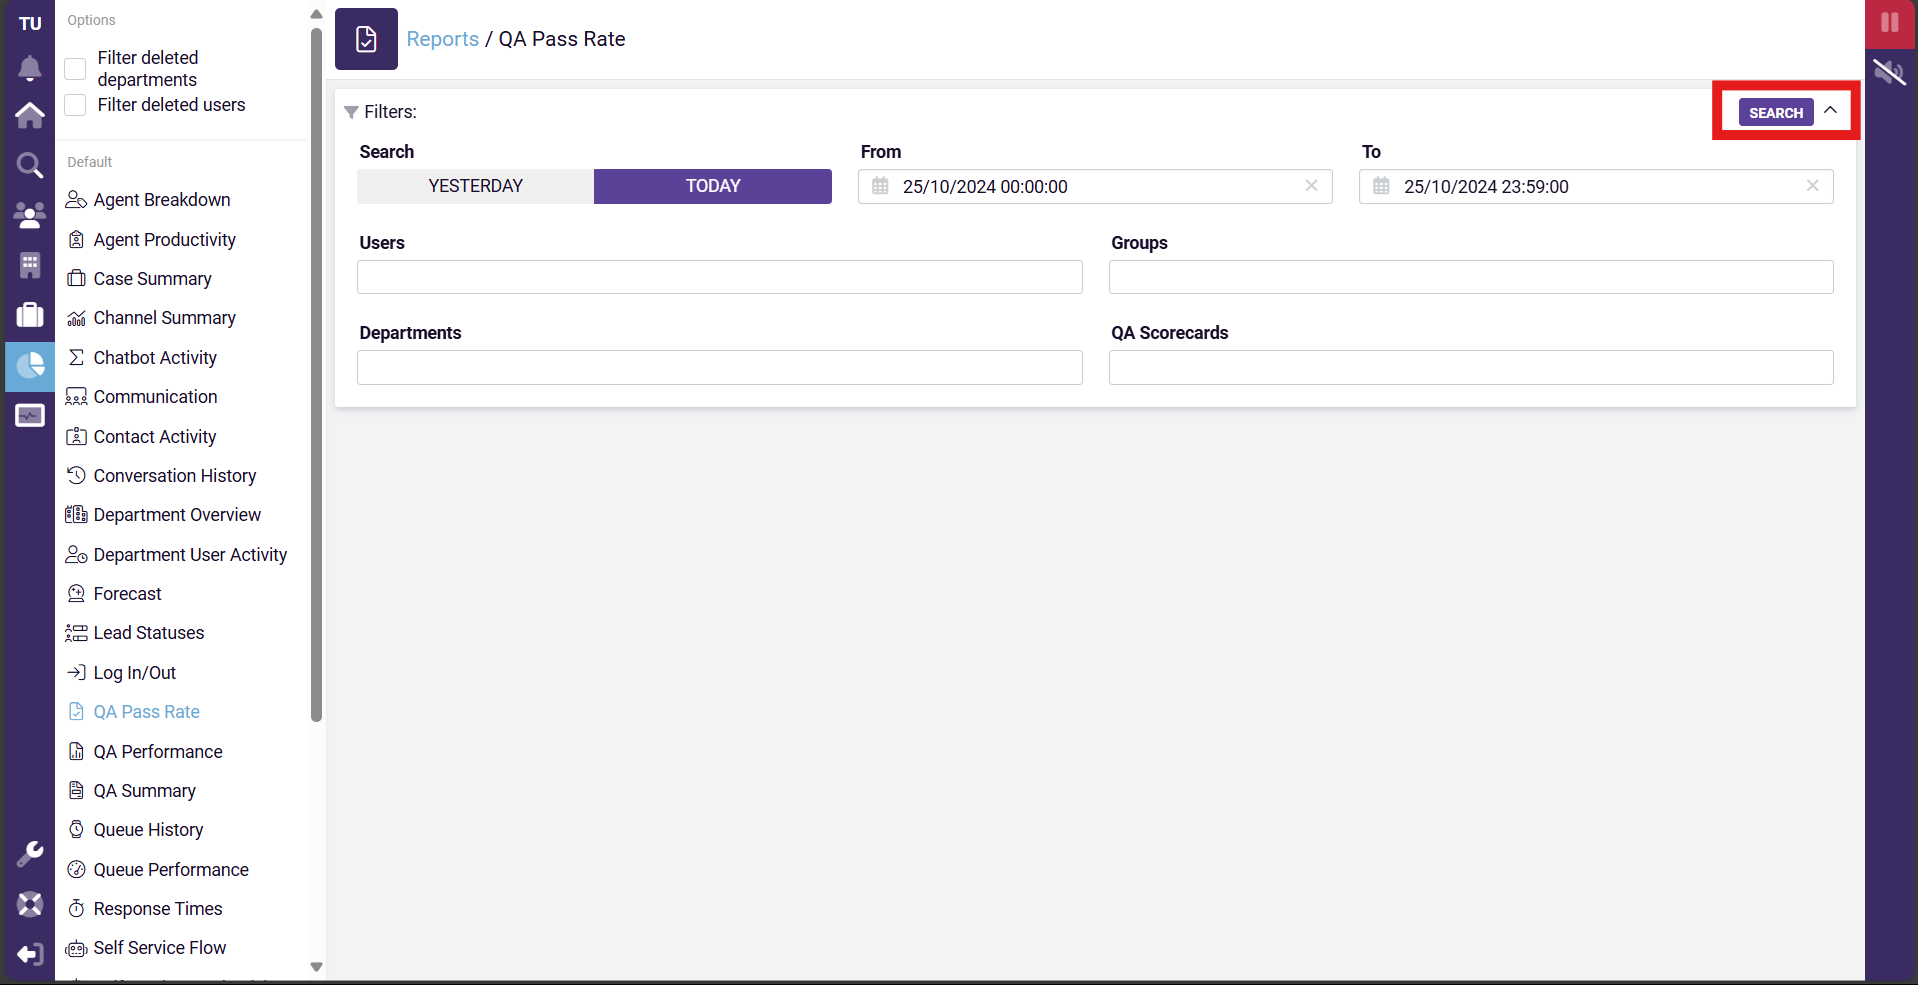 TU
Options
Filter deleted
departments
Filter deleted users
Default
Agent Breakdown
Agent Productivity
Case Summary
Channel Summary
Chatbot Activity
Communication
Contact Activity
Conversation History
Department Overview
Department User Activity
Forecast
Lead Statuses
Log In/Out
QA Pass Rate
QA Performance
QA Summary
Queue History
Queue Performance
Response Times
Self Service Flow
Reports / QA Pass Rate
Filters:
SEARCH
Search
From
To
YESTERDAY
TODAY
25/10/2024 00:00:00
25/10/2024 23:59:00
Users
Groups
Departments
QA Scorecards